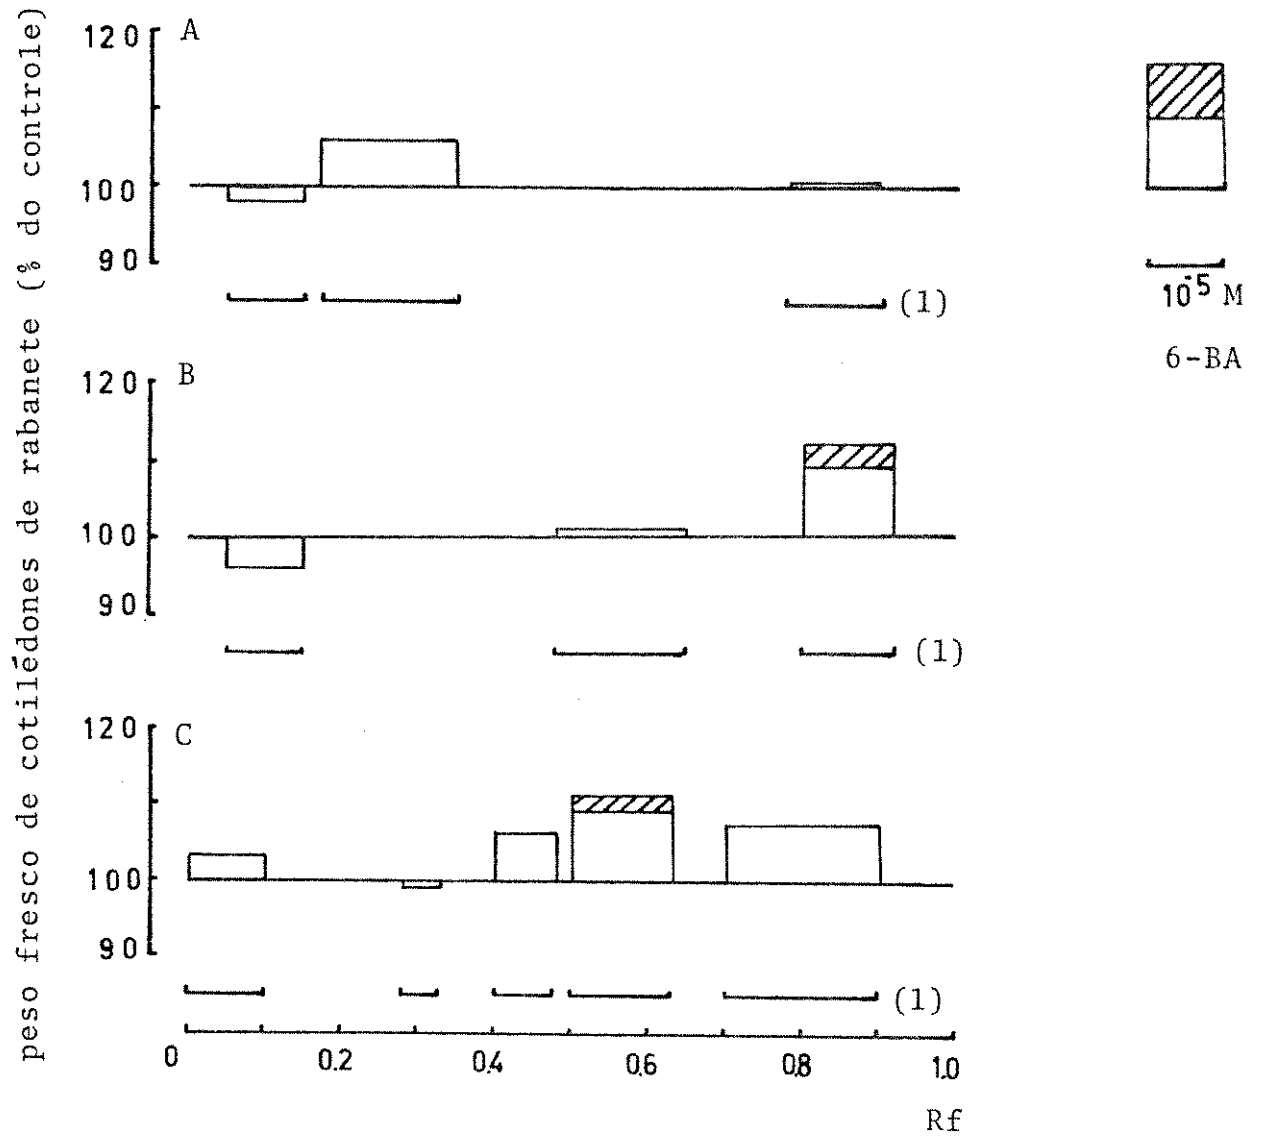 peso fresco de cotilédones de rabanete (% do controle)
120
A
100
90
(1)
10⁻⁵ M
6-BA
120
B
100
90
(1)
120
C
100
90
(1)
0 0.2 0.4 0.6 0.8 1.0
Rf